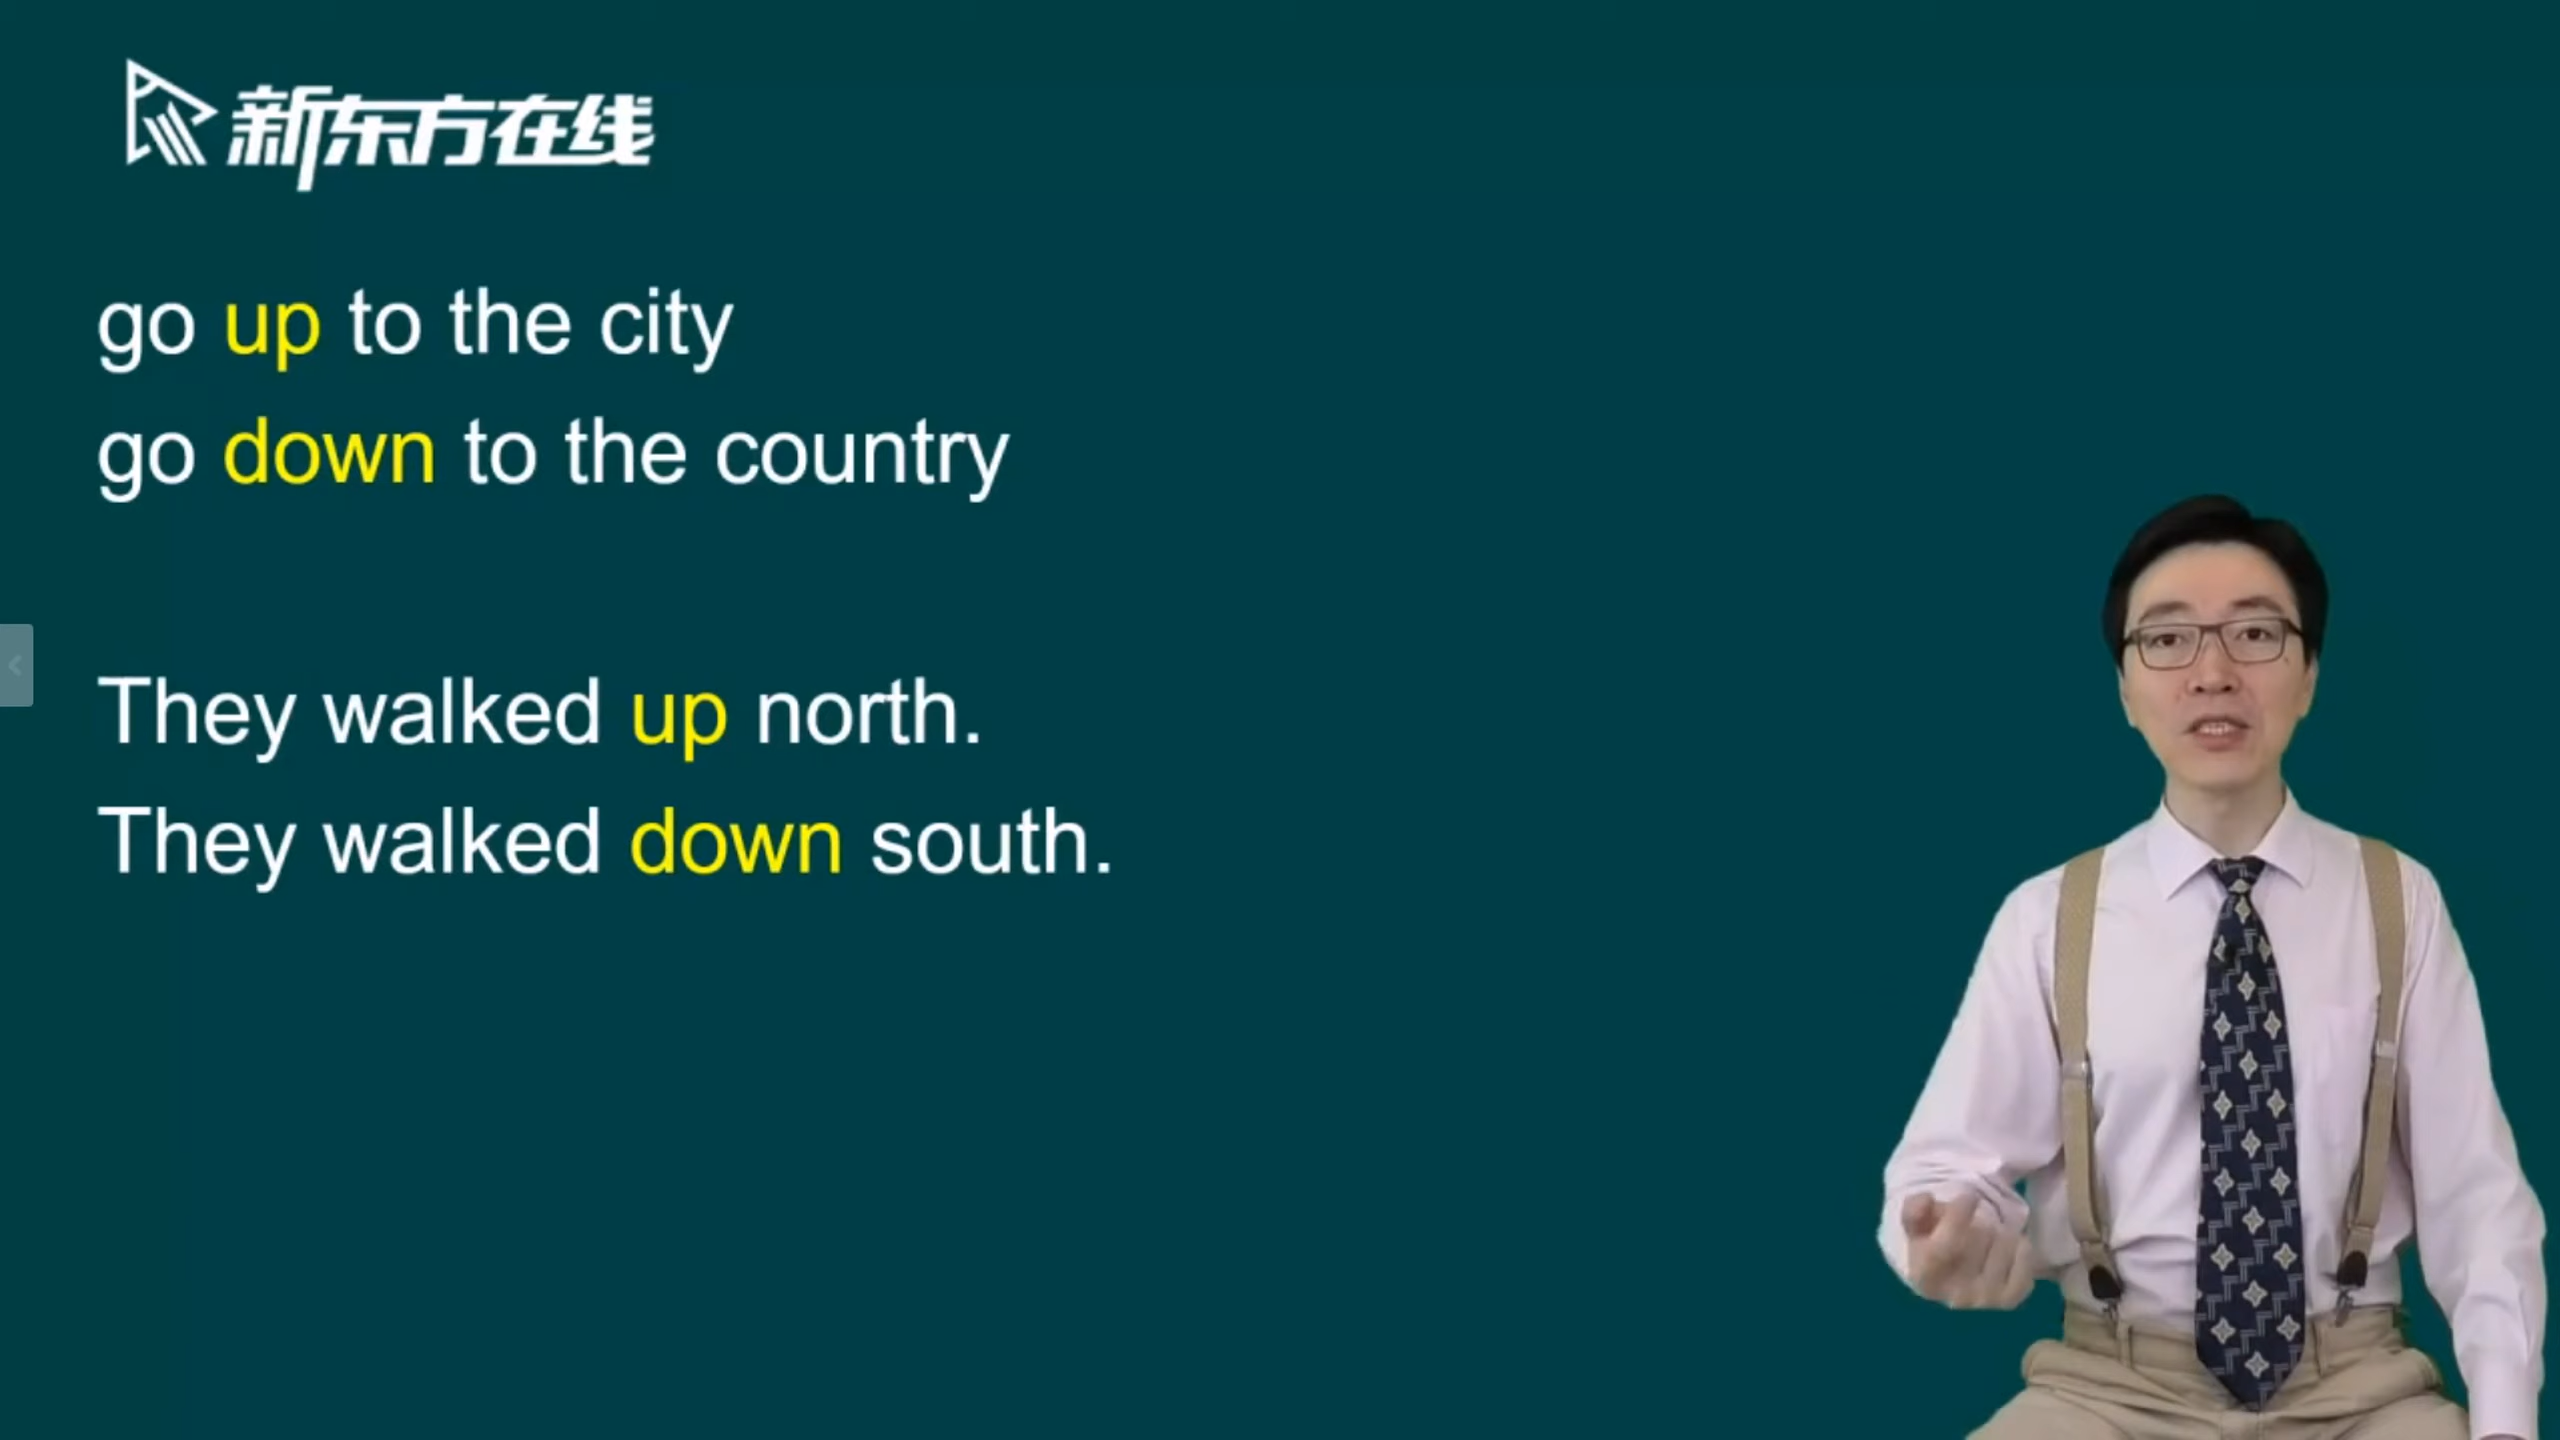 新东方在线
go up to the city
go down to the country
They walked up north.
They walked down south.